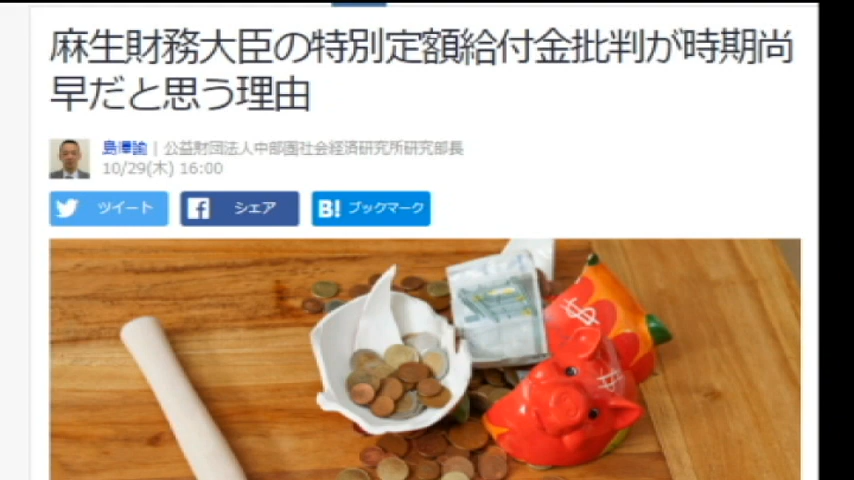 麻生財務大臣の特別定額給付金批判が時期尚
早だと思う理由
島澤諭 | 公益財団法人中部圏社会経済研究所研究部長
10/29(木) 16:00
ツイート
シェア
B! ブックマーク